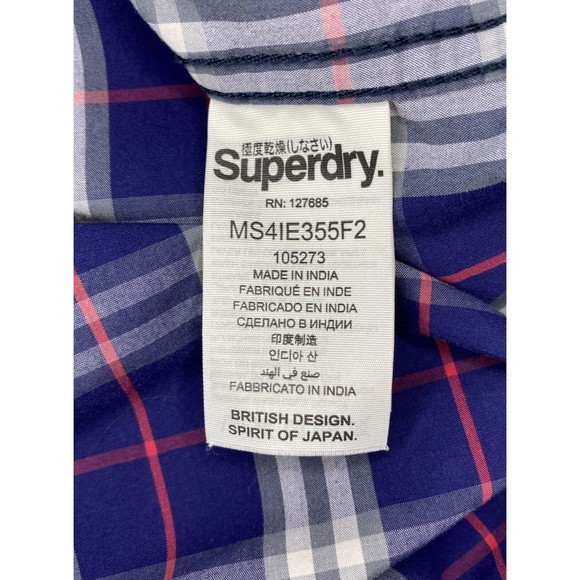 極度乾燥(しなさい)
Superdry.
RN: 127685
MS4IE355F2
105273
MADE IN INDIA
FABRIQUÉ EN INDE
FABRICADO EN INDIA
СДЕЛАНО В ИНДИИ
印度制造
인디아 산
صنع في الهند
FABBRICATO IN INDIA
BRITISH DESIGN.
SPIRIT OF JAPAN.